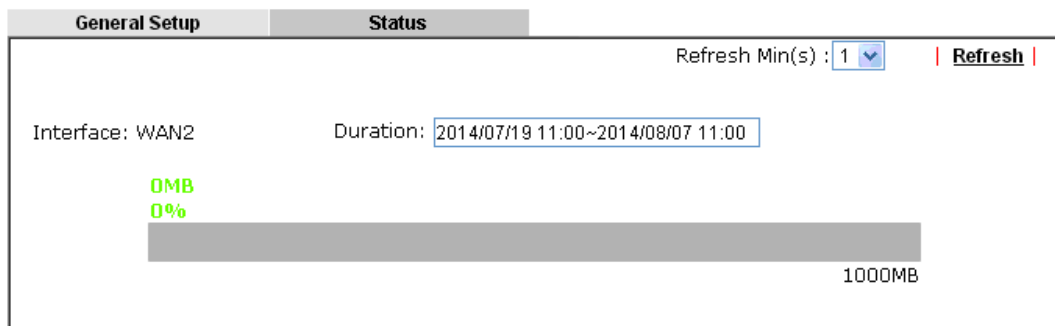 General Setup Status
Refresh Min(s) : 1 | Refresh |
Interface: WAN2 Duration: 2014/07/19 11:00~2014/08/07 11:00
0MB
0%
1000MB